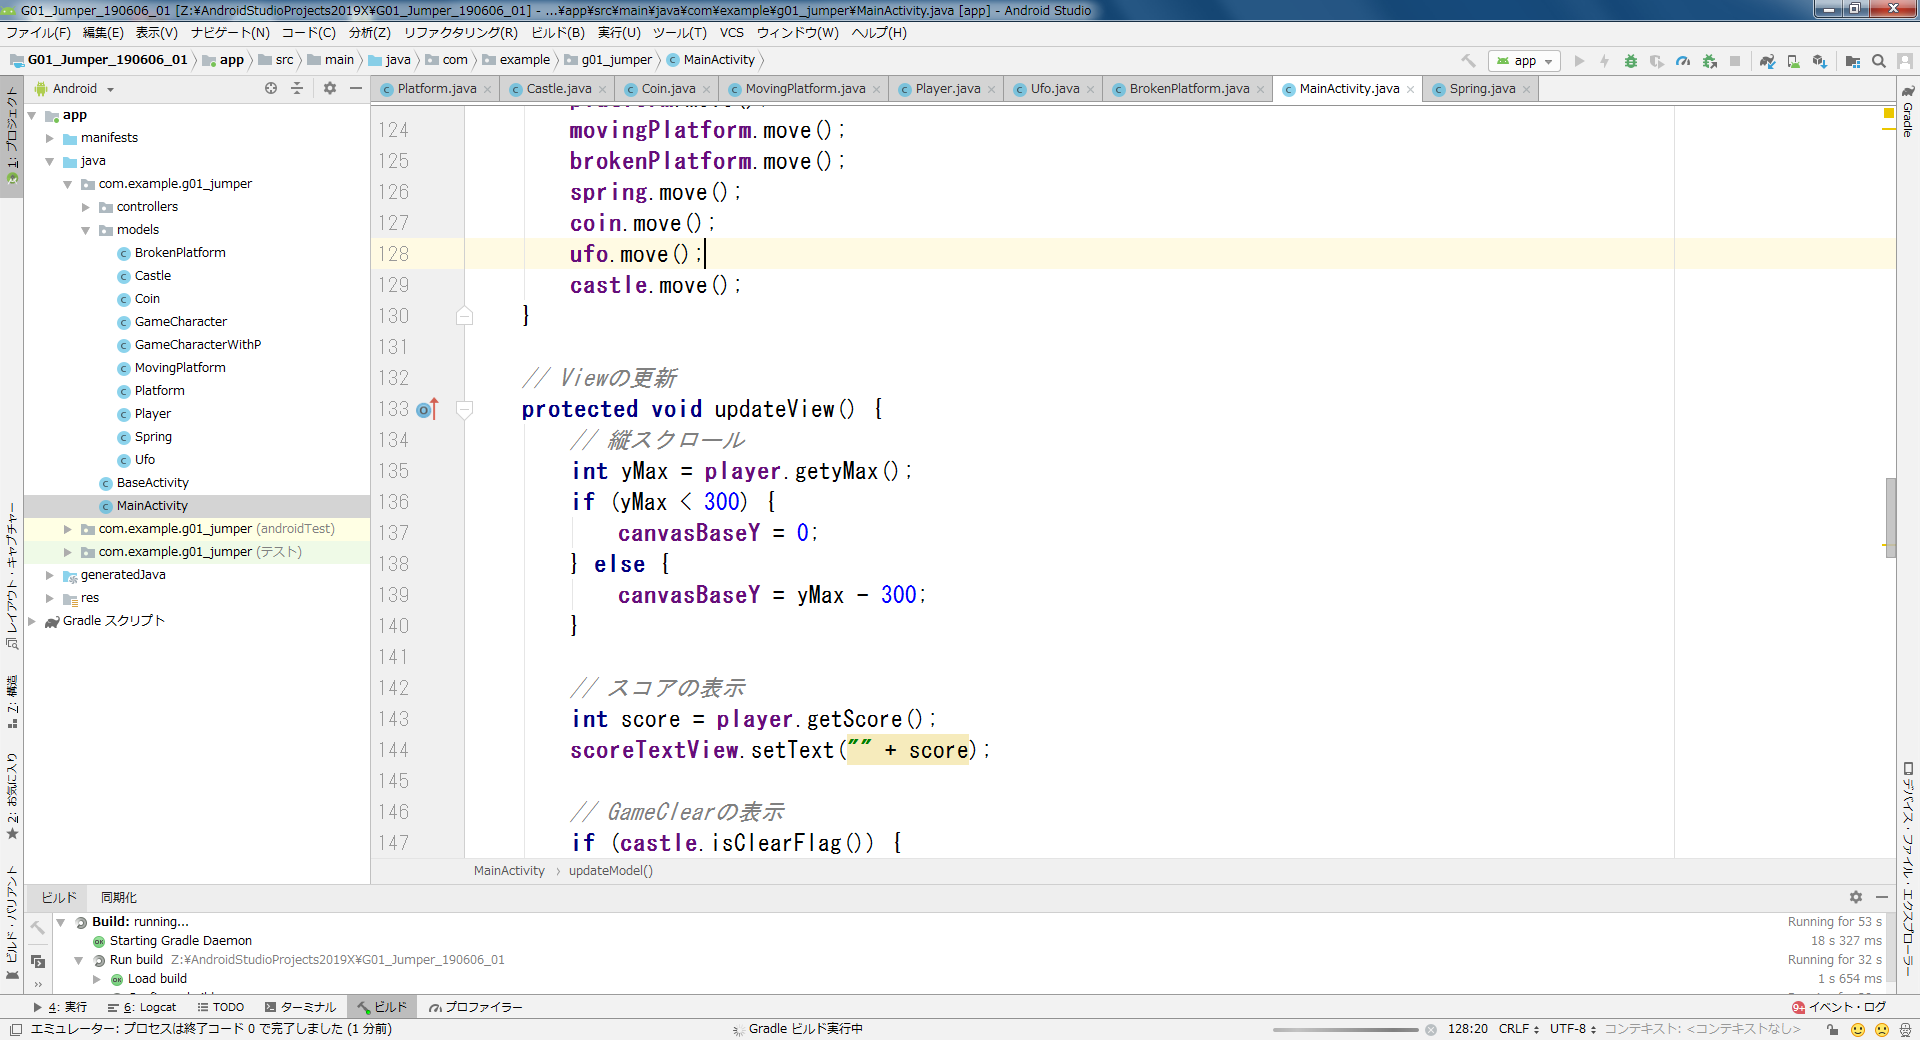 G01_Jumper_190606_01 [Z:¥AndroidStudioProjects2019X¥G01_Jumper_190606_01] - ...¥app¥src¥main¥java¥com¥example¥g01_jumper¥MainActivity.java [app] - Android Studio
ファイル(F) 編集(E) 表示(V) ナビゲート(N) コード(C) 分析(Z) リファクタリング(R) ビルド(B) 実行(U) ツール(T) VCS ウィンドウ(W) ヘルプ(H)
G01_Jumper_190606_01 app src main java com example g01_jumper MainActivity app
Android
Platform.java Castle.java Coin.java MovingPlatform.java Player.java Ufo.java BrokenPlatform.java MainActivity.java Spring.java
1: プロジェクト
レイアウト・キャプチャー
7: 構造
2: お気に入り
ビルド・バリアント
app
manifests
java
com.example.g01_jumper
controllers
models
BrokenPlatform
Castle
Coin
GameCharacter
GameCharacterWithP
MovingPlatform
Platform
Player
Spring
Ufo
BaseActivity
MainActivity
com.example.g01_jumper (androidTest)
com.example.g01_jumper (テスト)
generatedJava
res
Gradle スクリプト
124 movingPlatform.move();
125 brokenPlatform.move();
126 spring.move();
127 coin.move();
128 ufo.move();
129 castle.move();
130 }
131
132 // Viewの更新
133 protected void updateView() {
134 // 縦スクロール
135 int yMax = player.getyMax();
136 if (yMax < 300) {
137 canvasBaseY = 0;
138 } else {
139 canvasBaseY = yMax - 300;
140 }
141
142 // スコアの表示
143 int score = player.getScore();
144 scoreTextView.setText("" + score);
145
146 // GameClearの表示
147 if (castle.isClearFlag()) {
MainActivity › updateModel()
Gradle
デバイス・ファイル・エクスプローラー
ビルド 同期化
Build: running... Running for 53 s
Starting Gradle Daemon 18 s 327 ms
Run build Z:¥AndroidStudioProjects2019X¥G01_Jumper_190606_01 Running for 32 s
Load build 1 s 654 ms
4: 実行 6: Logcat TODO ターミナル ビルド プロファイラー イベント・ログ
エミュレーター: プロセスは終了コード 0 で完了しました (1 分前) Gradle ビルド実行中 128:20 CRLF UTF-8 コンテキスト: <コンテキストなし>